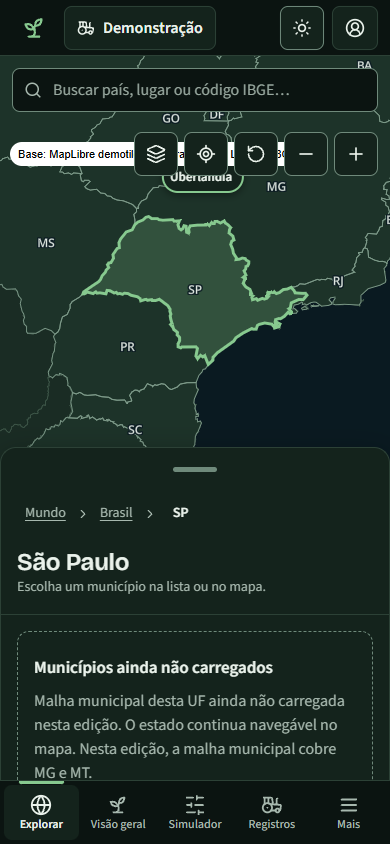 Demonstração
Buscar país, lugar ou código IBGE…
BA
GO
DF
Base: MapLibre demotil
Uberlândia
MG
MS
SP
RJ
PR
SC
Mundo > Brasil > SP
São Paulo
Escolha um município na lista ou no mapa.
Municípios ainda não carregados
Malha municipal desta UF ainda não carregada
nesta edição. O estado continua navegável no
mapa. Nesta edição, a malha municipal cobre
MG e MT.
Explorar
Visão geral
Simulador
Registros
Mais